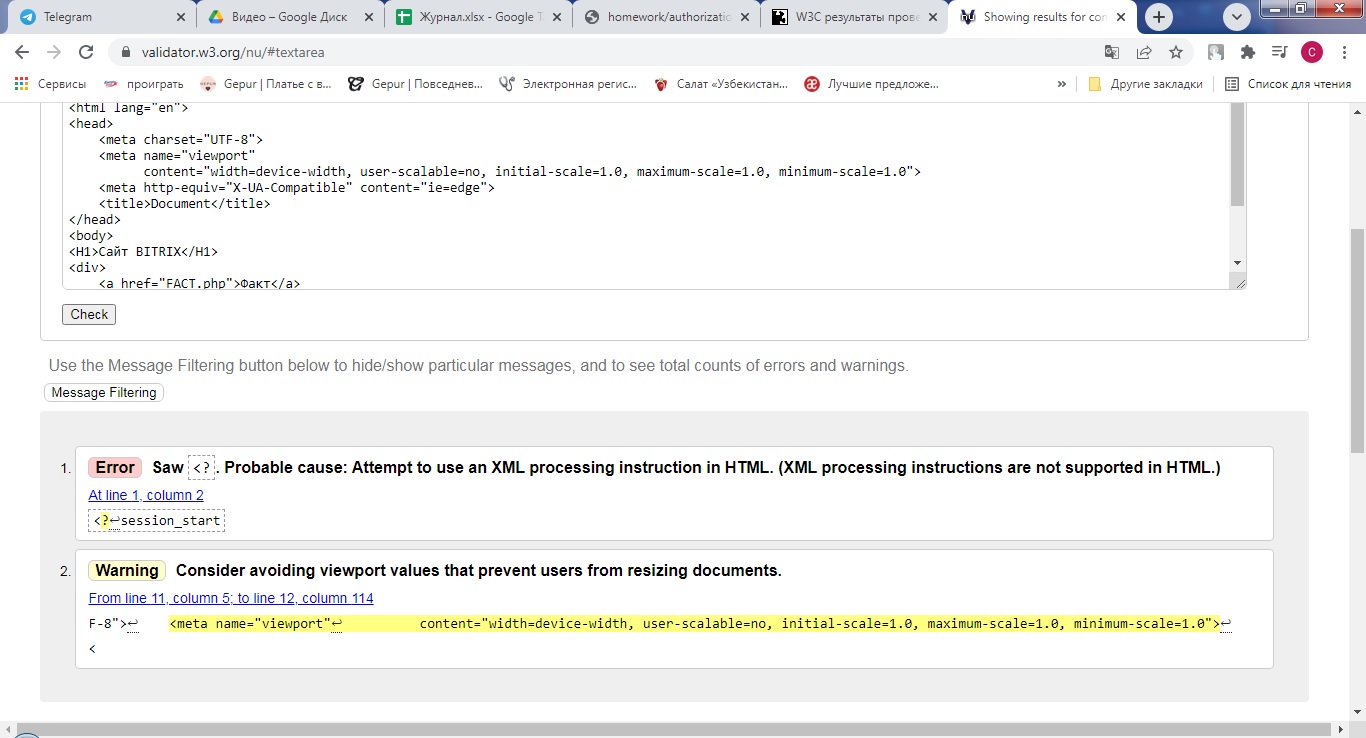 Telegram
Видео – Google Диск
Журнал.xlsx - Google Т
homework/authorizatio
W3C результаты прове
Showing results for con
validator.w3.org/nu/#textarea
C
Сервисы
проиграть
Gepur | Платье с в...
Gepur | Повседнев...
Электронная регис...
Салат «Узбекистан...
Лучшие предложе...
»
Другие закладки
Список для чтения
<html lang="en">
<head>
<meta charset="UTF-8">
<meta name="viewport"
content="width=device-width, user-scalable=no, initial-scale=1.0, maximum-scale=1.0, minimum-scale=1.0">
<meta http-equiv="X-UA-Compatible" content="ie=edge">
<title>Document</title>
</head>
<body>
<H1>Сайт BITRIX</H1>
<div>
<a href="FACT.php">Факт</a>
Check
Use the Message Filtering button below to hide/show particular messages, and to see total counts of errors and warnings.
Message Filtering
1. Error Saw <?. Probable cause: Attempt to use an XML processing instruction in HTML. (XML processing instructions are not supported in HTML.)
At line 1, column 2
<?↩session_start
2. Warning Consider avoiding viewport values that prevent users from resizing documents.
From line 11, column 5; to line 12, column 114
F-8">↩ <meta name="viewport"↩ content="width=device-width, user-scalable=no, initial-scale=1.0, maximum-scale=1.0, minimum-scale=1.0">↩
<